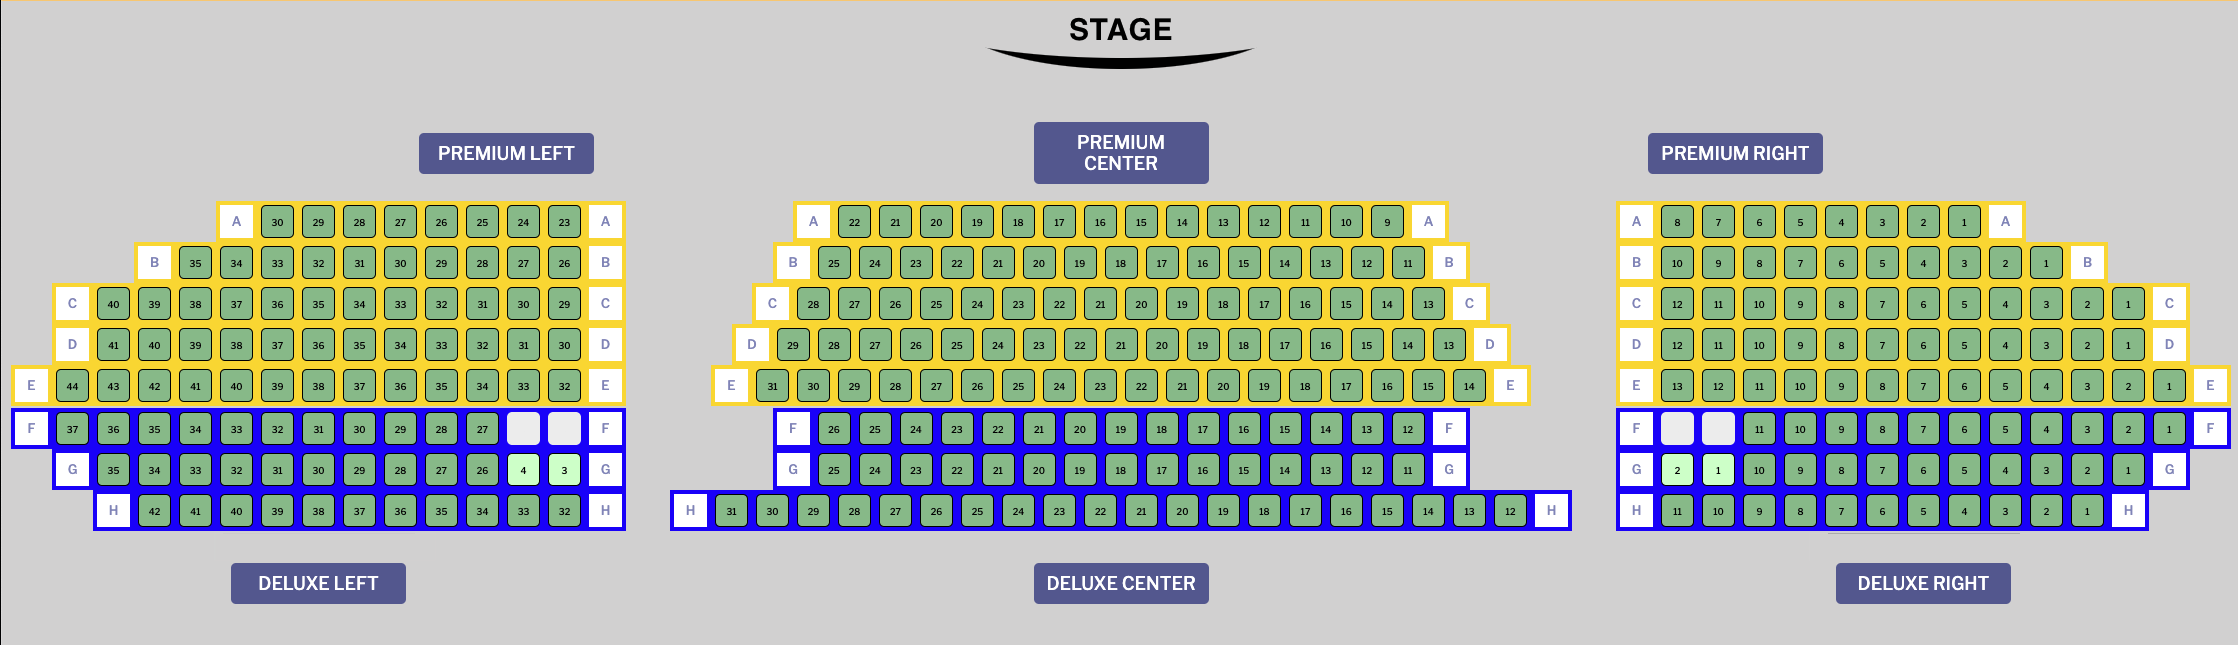 STAGE
PREMIUM LEFT
PREMIUM
CENTER
PREMIUM RIGHT
A 30 29 28 27 26 25 24 23 A
A 22 21 20 19 18 17 16 15 14 13 12 11 10 9 A
A 8 7 6 5 4 3 2 1 A
B 35 34 33 32 31 30 29 28 27 26 B
B 25 24 23 22 21 20 19 18 17 16 15 14 13 12 11 B
B 10 9 8 7 6 5 4 3 2 1 B
C 40 39 38 37 36 35 34 33 32 31 30 29 C
C 28 27 26 25 24 23 22 21 20 19 18 17 16 15 14 13 C
C 12 11 10 9 8 7 6 5 4 3 2 1 C
D 41 40 39 38 37 36 35 34 33 32 31 30 D
D 29 28 27 26 25 24 23 22 21 20 19 18 17 16 15 14 13 D
D 12 11 10 9 8 7 6 5 4 3 2 1 D
E 44 43 42 41 40 39 38 37 36 35 34 33 32 E
E 31 30 29 28 27 26 25 24 23 22 21 20 19 18 17 16 15 14 E
E 13 12 11 10 9 8 7 6 5 4 3 2 1 E
F 37 36 35 34 33 32 31 30 29 28 27 F
F 26 25 24 23 22 21 20 19 18 17 16 15 14 13 12 F
F 11 10 9 8 7 6 5 4 3 2 1 F
G 35 34 33 32 31 30 29 28 27 26 4 3 G
G 25 24 23 22 21 20 19 18 17 16 15 14 13 12 11 G
G 2 1 10 9 8 7 6 5 4 3 2 1 G
H 42 41 40 39 38 37 36 35 34 33 32 H
H 31 30 29 28 27 26 25 24 23 22 21 20 19 18 17 16 15 14 13 12 H
H 11 10 9 8 7 6 5 4 3 2 1 H
DELUXE LEFT
DELUXE CENTER
DELUXE RIGHT